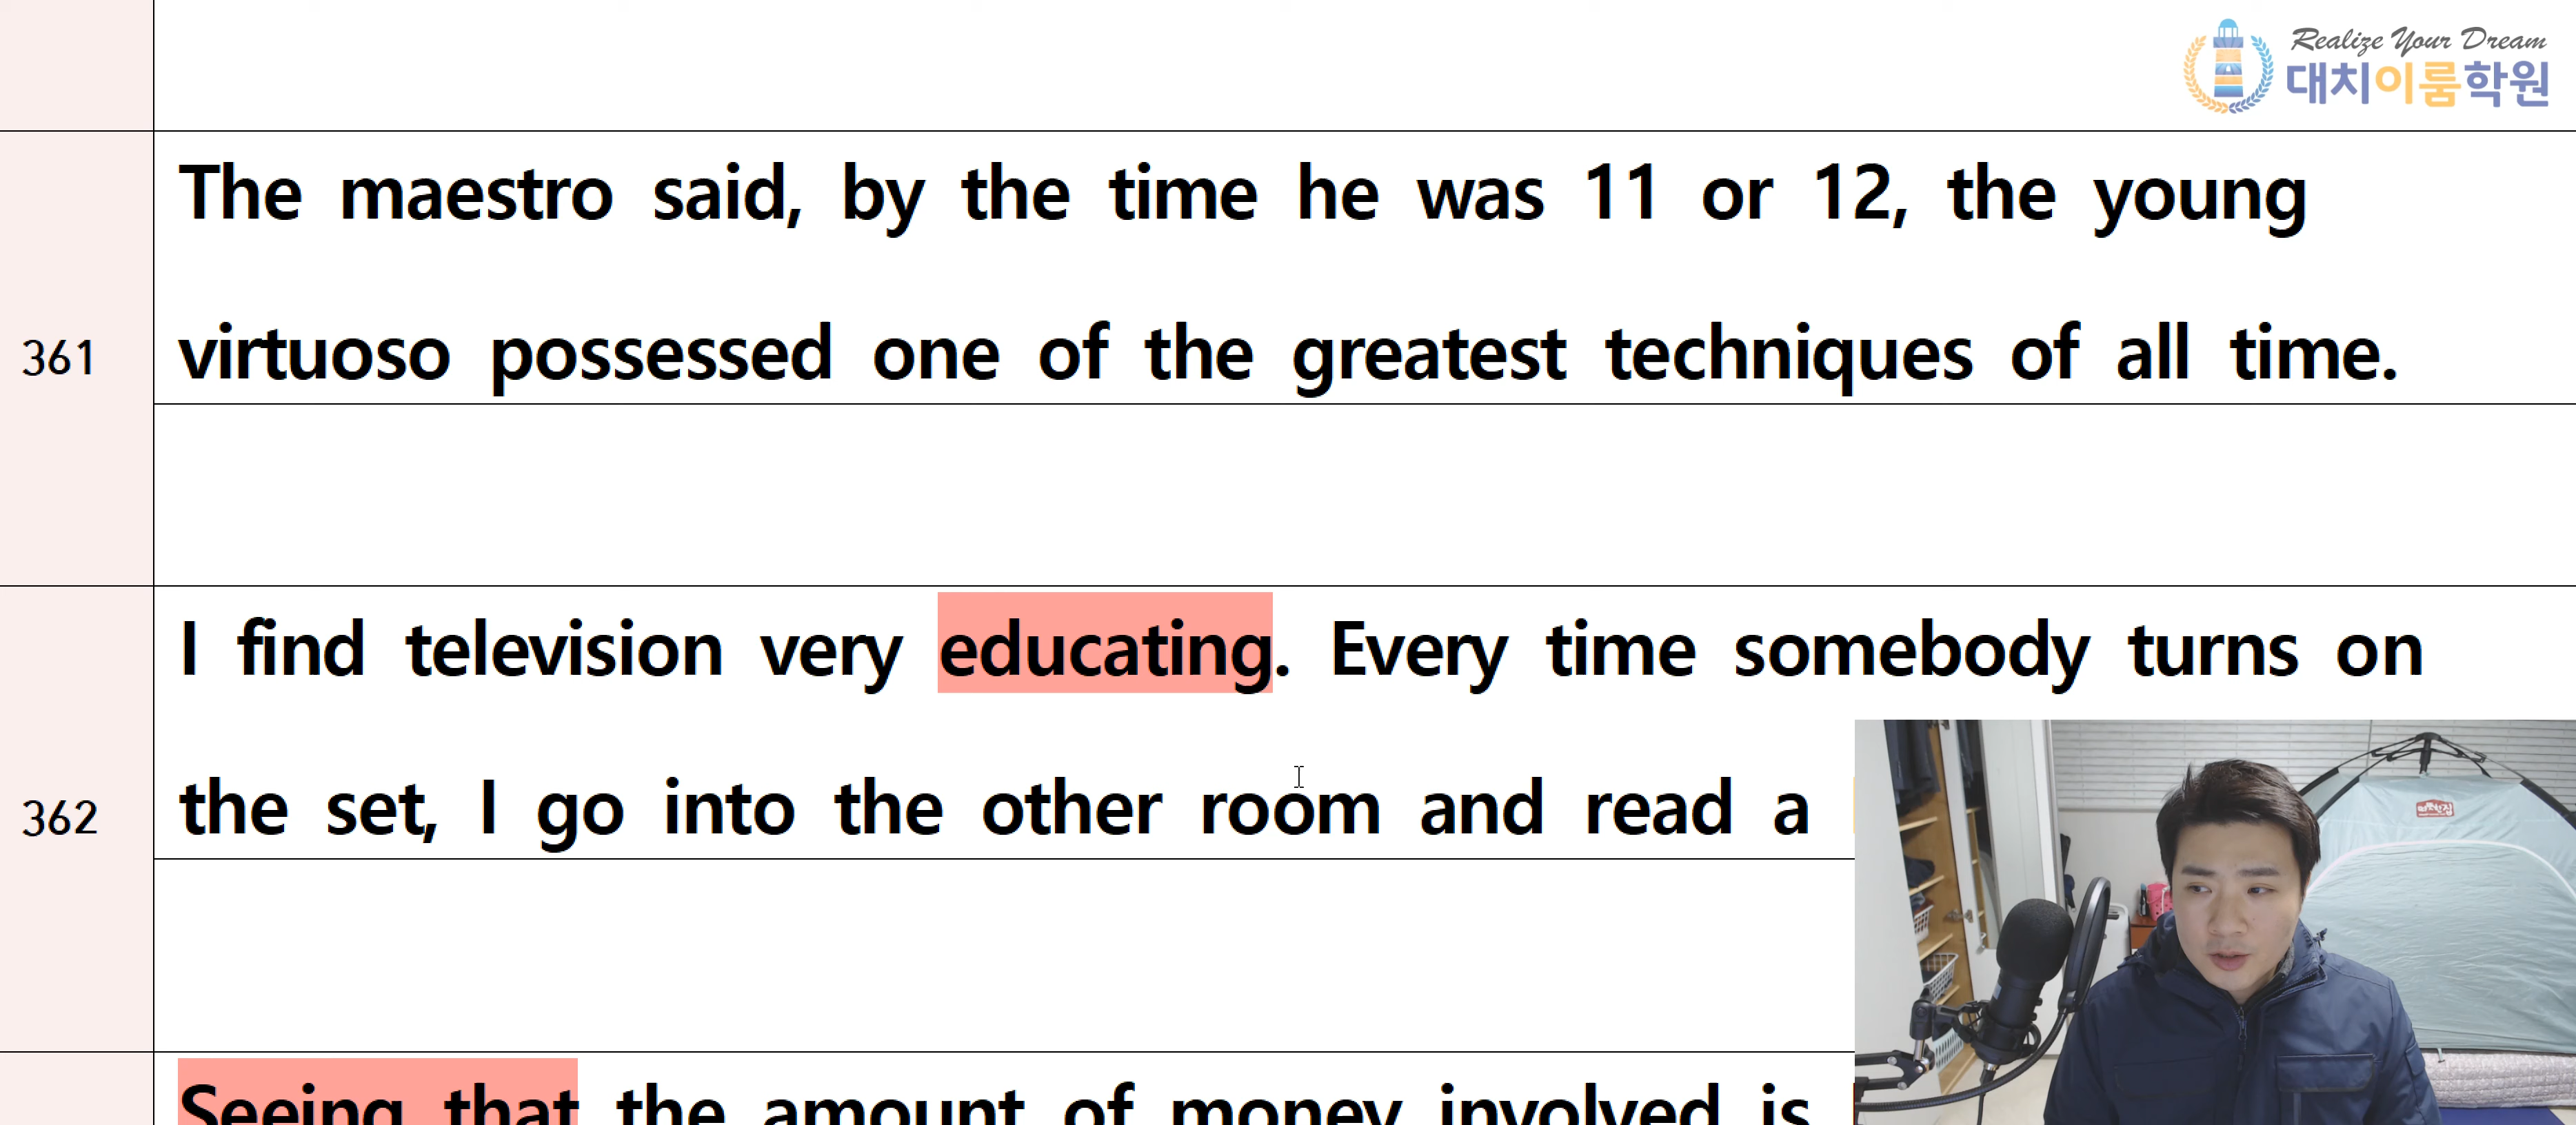 Realize Your Dream
대치이룸학원
The maestro said, by the time he was 11 or 12, the young
361
virtuoso possessed one of the greatest techniques of all time.
I find television very educating. Every time somebody turns on
362
the set, I go into the other room and read a
Seeing that the amount of money involved is